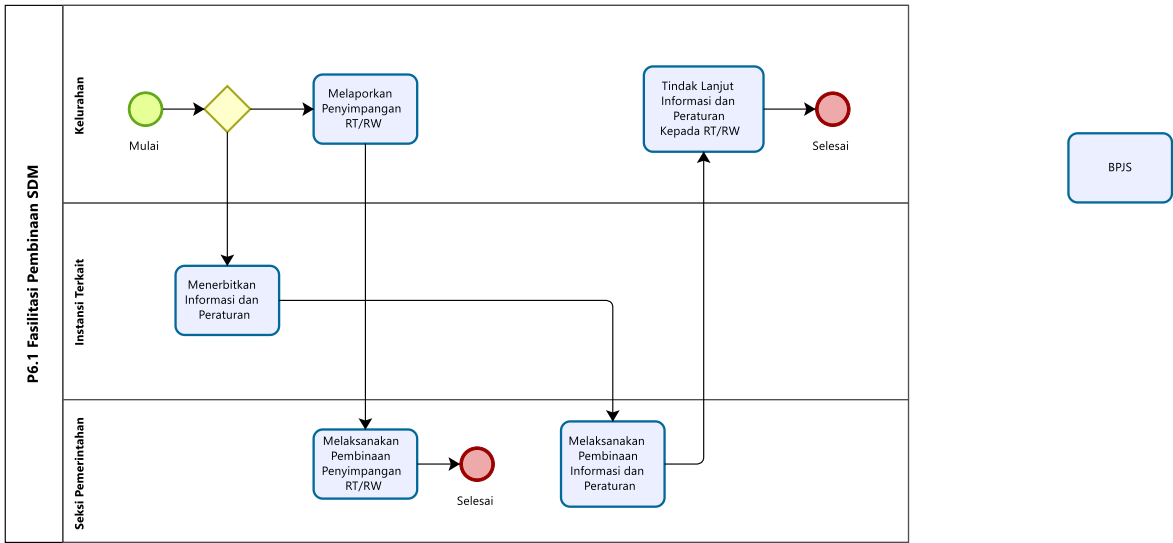 P6.1 Fasilitasi Pembinaan SDM
Kelurahan
Mulai
Melaporkan
Penyimpangan
RT/RW
Tindak Lanjut
Informasi dan
Peraturan
Kepada RT/RW
Selesai
BPJS
Instansi Terkait
Menerbitkan
Informasi dan
Peraturan
Seksi Pemerintahan
Melaksanakan
Pembinaan
Penyimpangan
RT/RW
Selesai
Melaksanakan
Pembinaan
Informasi dan
Peraturan